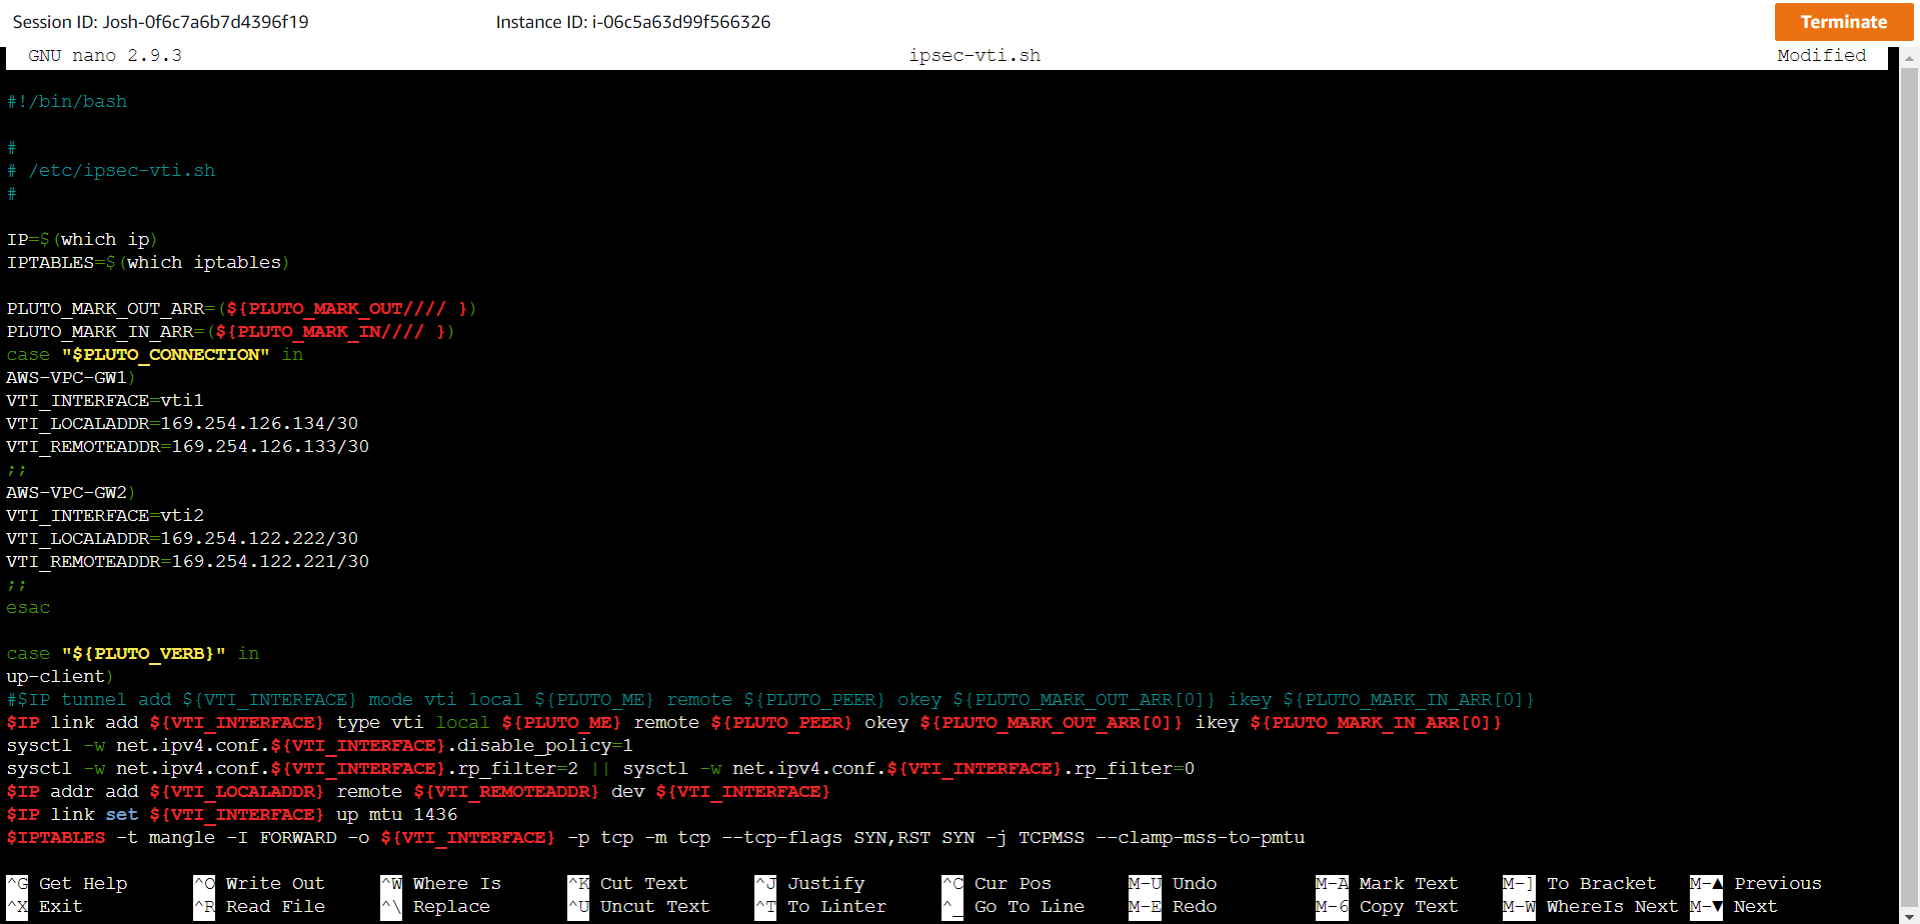 Session ID: Josh-0f6c7a6b7d4396f19 Instance ID: i-06c5a63d99f566326 Terminate
GNU nano 2.9.3 ipsec-vti.sh Modified
#!/bin/bash
#
# /etc/ipsec-vti.sh
#
IP=$(which ip)
IPTABLES=$(which iptables)
PLUTO_MARK_OUT_ARR=(${PLUTO_MARK_OUT//// })
PLUTO_MARK_IN_ARR=(${PLUTO_MARK_IN//// })
case "$PLUTO_CONNECTION" in
AWS-VPC-GW1)
VTI_INTERFACE=vti1
VTI_LOCALADDR=169.254.126.134/30
VTI_REMOTEADDR=169.254.126.133/30
;;
AWS-VPC-GW2)
VTI_INTERFACE=vti2
VTI_LOCALADDR=169.254.122.222/30
VTI_REMOTEADDR=169.254.122.221/30
;;
esac
case "${PLUTO_VERB}" in
up-client)
#$IP tunnel add ${VTI_INTERFACE} mode vti local ${PLUTO_ME} remote ${PLUTO_PEER} okey ${PLUTO_MARK_OUT_ARR[0]} ikey ${PLUTO_MARK_IN_ARR[0]}
$IP link add ${VTI_INTERFACE} type vti local ${PLUTO_ME} remote ${PLUTO_PEER} okey ${PLUTO_MARK_OUT_ARR[0]} ikey ${PLUTO_MARK_IN_ARR[0]}
sysctl -w net.ipv4.conf.${VTI_INTERFACE}.disable_policy=1
sysctl -w net.ipv4.conf.${VTI_INTERFACE}.rp_filter=2 || sysctl -w net.ipv4.conf.${VTI_INTERFACE}.rp_filter=0
$IP addr add ${VTI_LOCALADDR} remote ${VTI_REMOTEADDR} dev ${VTI_INTERFACE}
$IP link set ${VTI_INTERFACE} up mtu 1436
$IPTABLES -t mangle -I FORWARD -o ${VTI_INTERFACE} -p tcp -m tcp --tcp-flags SYN,RST SYN -j TCPMSS --clamp-mss-to-pmtu
^G Get Help ^O Write Out ^W Where Is ^K Cut Text ^J Justify ^C Cur Pos M-U Undo M-A Mark Text M-] To Bracket M-▲ Previous
^X Exit ^R Read File ^\ Replace ^U Uncut Text ^T To Linter ^_ Go To Line M-E Redo M-6 Copy Text M-W WhereIs Next M-▼ Next